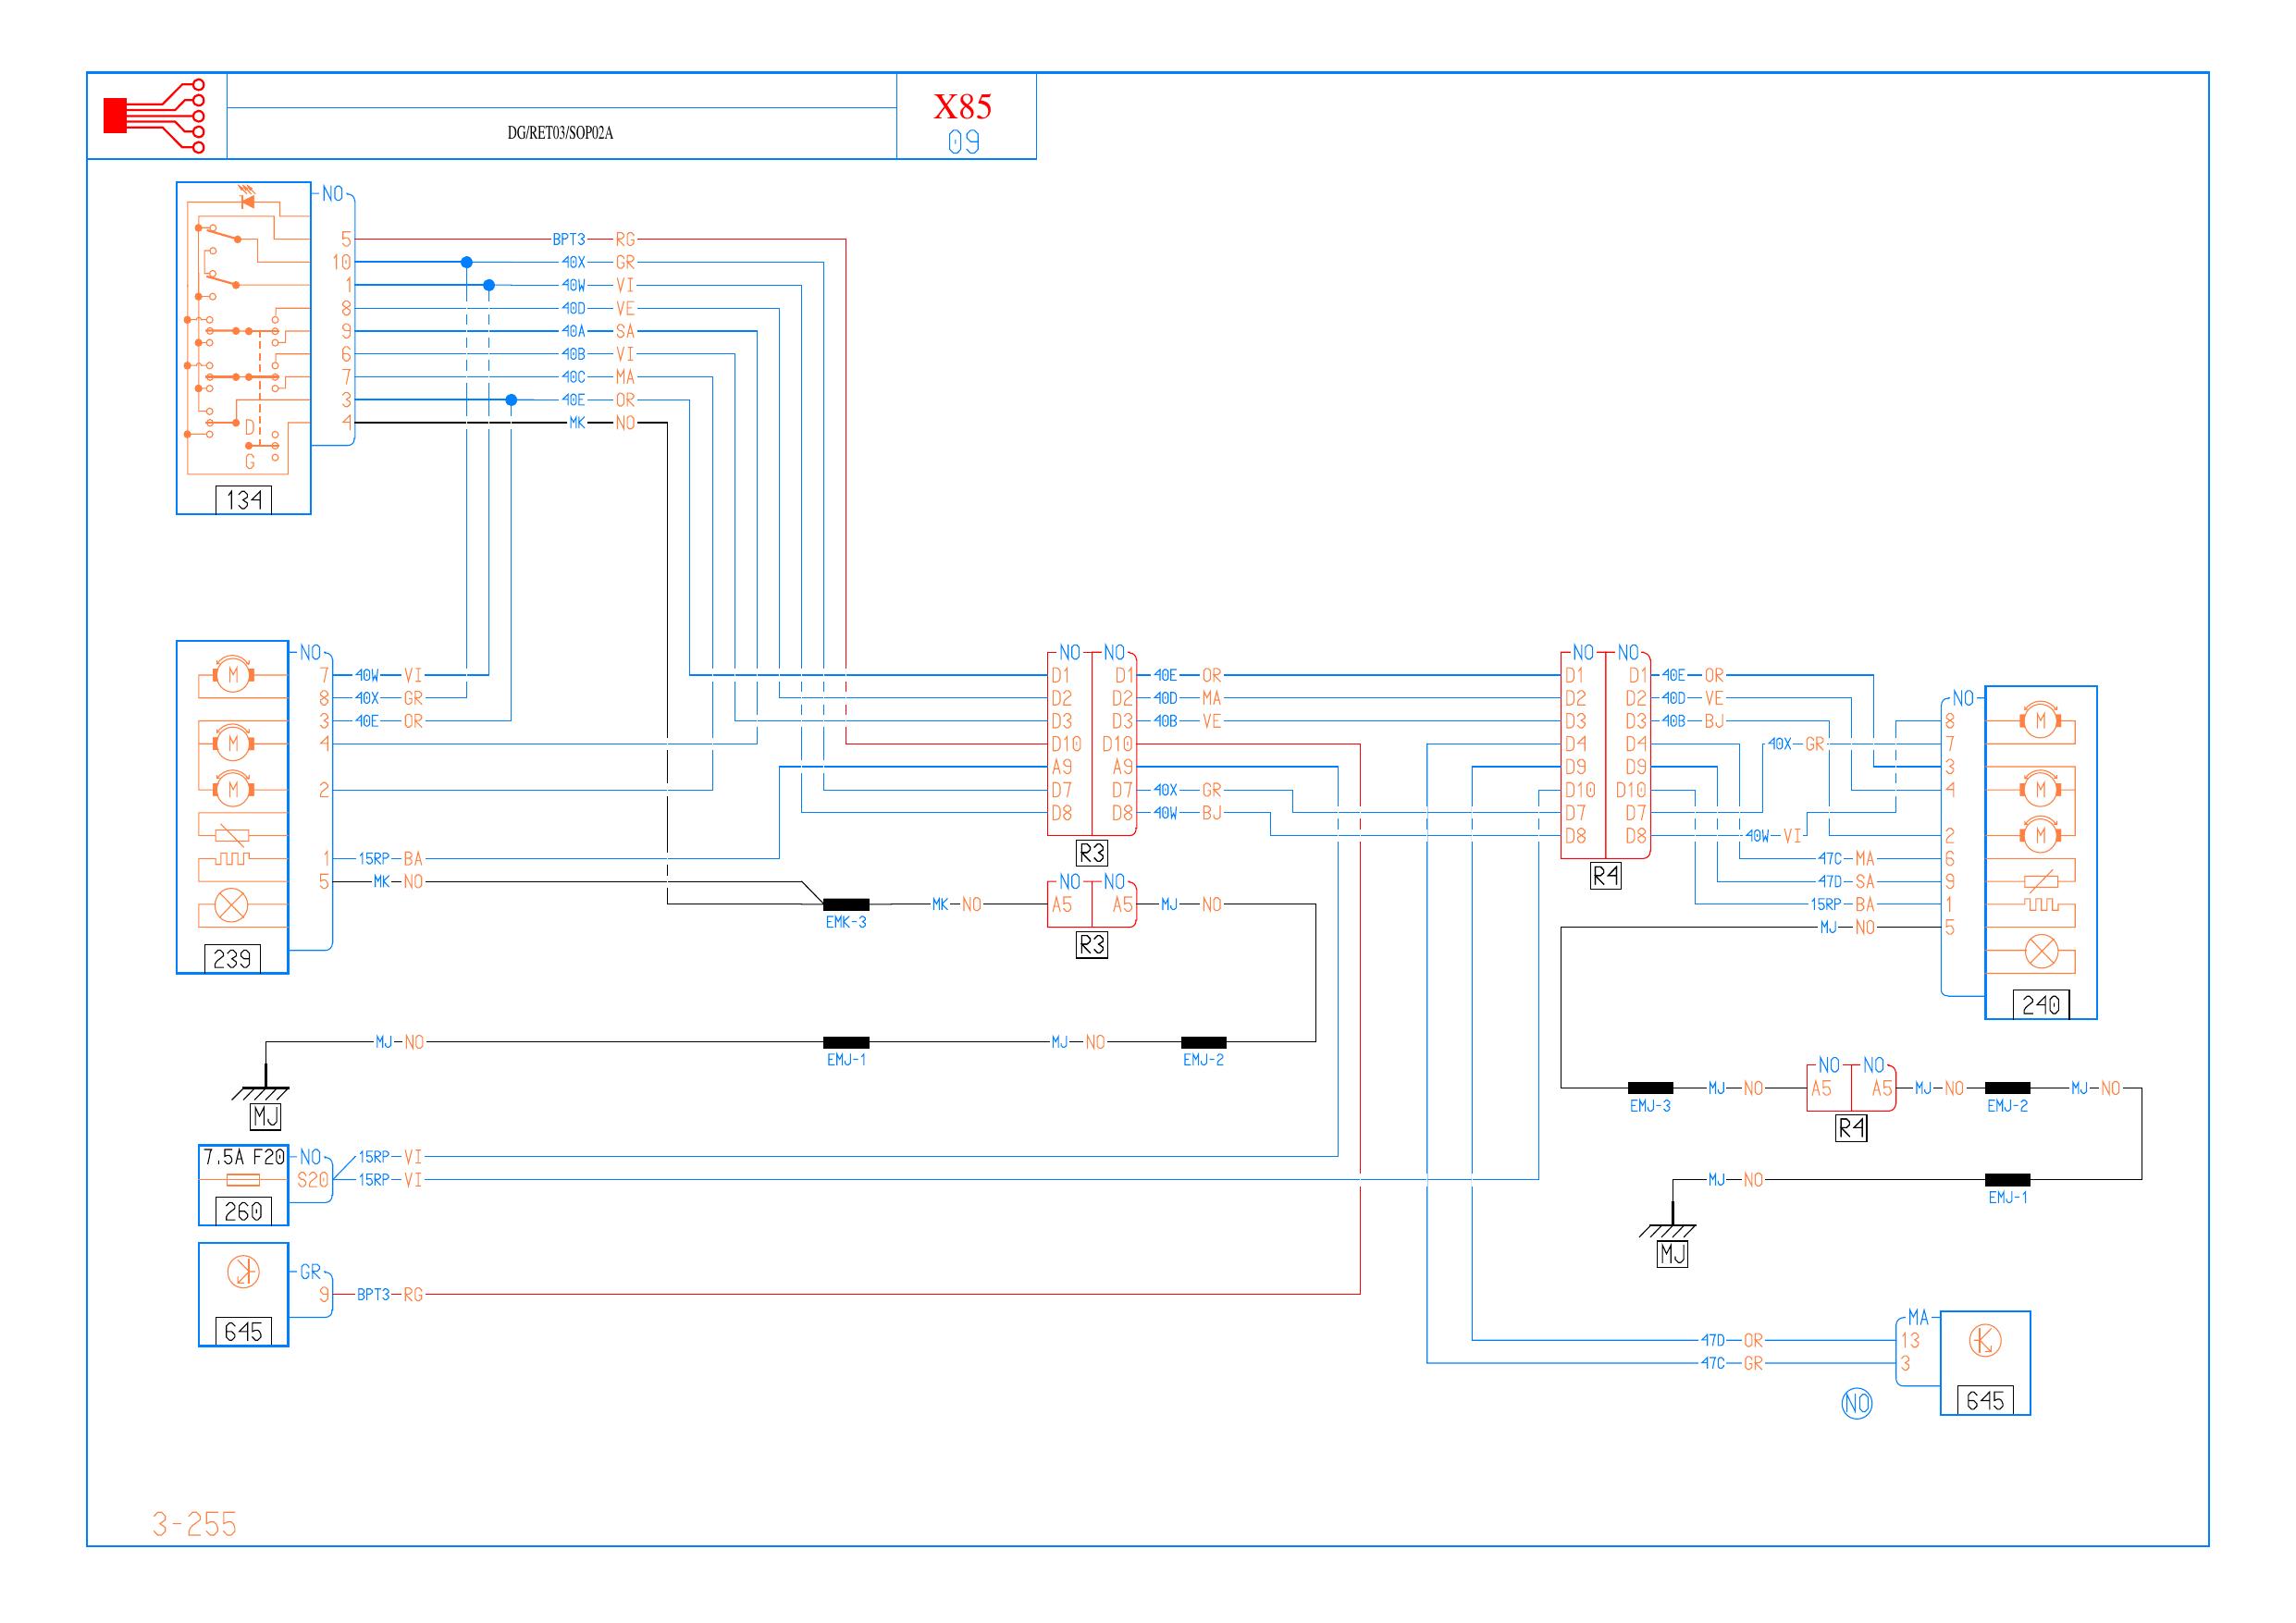 X85
DG/RET03/SOP02A
09
NO
5 BPT3 RG
10 40X GR
1 40W VI
8 40D VE
9 40A SA
6 40B VI
7 40C MA
3 40E OR
4 MK NO
D
G
134
NO
7 40W VI
8 40X GR
3 40E OR
4
2
1 15RP BA
5 MK NO
239
NO NO
D1 D1 40E OR
D2 D2 40D MA
D3 D3 40B VE
D10 D10
A9 A9
D7 D7 40X GR
D8 D8 40W BJ
R3
EMK-3
MK NO
NO NO
A5 A5 MJ NO
R3
NO NO
D1 D1 40E OR
D2 D2 40D VE
D3 D3 40B BJ
D4 D4 40X GR
D9 D9
D10 D10
D7 D7
D8 D8 40W VI
R4
NO
8
7
3
4
2
47C MA 6
47D SA 9
15RP BA 1
MJ NO 5
240
MJ NO
EMJ-1
MJ NO
EMJ-2
MJ
NO NO
EMJ-3
MJ NO
A5 A5
MJ NO
EMJ-2
MJ NO
R4
7.5A F20 NO
15RP VI
S20 15RP VI
260
MJ NO
EMJ-1
MJ
GR
9 BPT3 RG
645
MA
47D OR 13
47C GR 3
645
NO
3-255